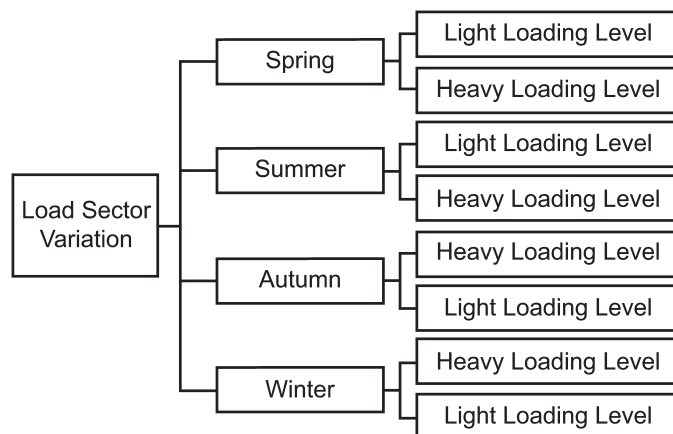 Load Sector
Variation
Spring
Light Loading Level
Heavy Loading Level
Summer
Light Loading Level
Heavy Loading Level
Autumn
Heavy Loading Level
Light Loading Level
Winter
Heavy Loading Level
Light Loading Level